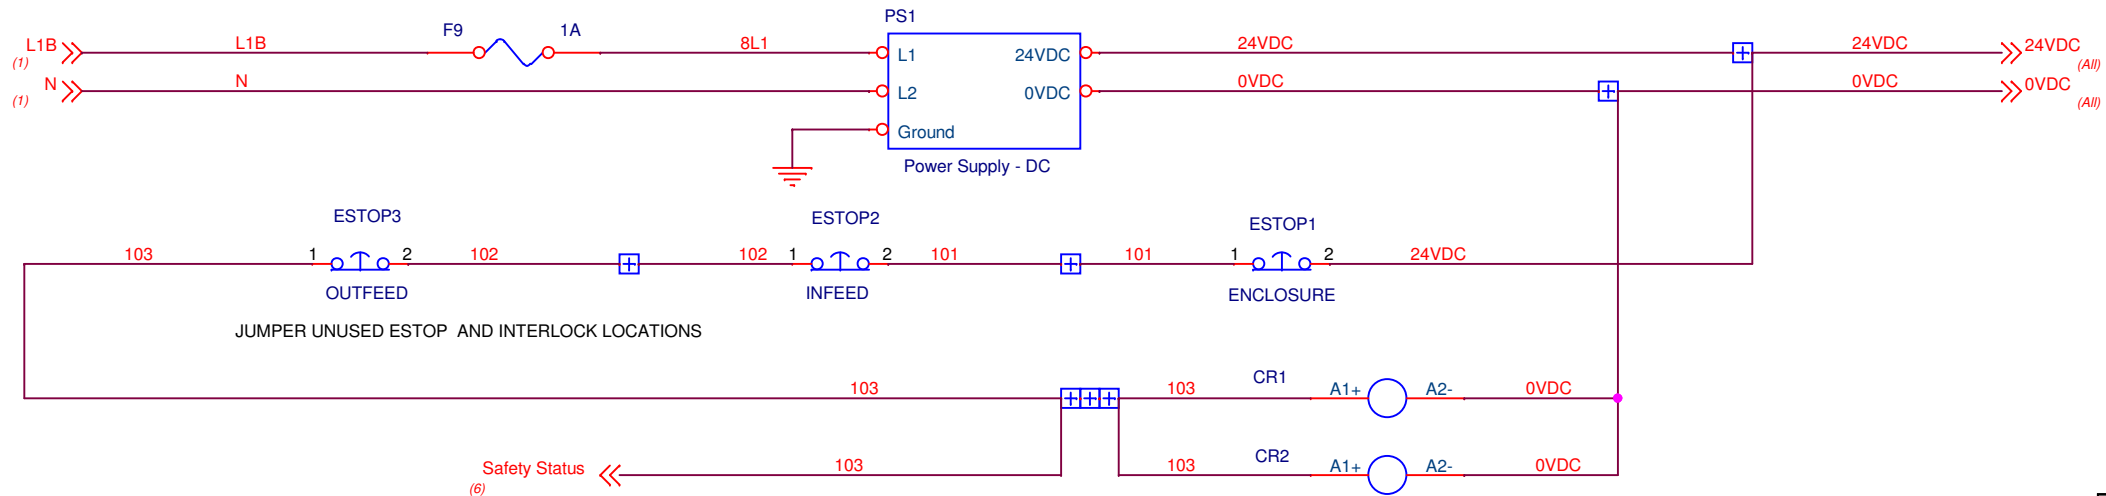 PS1
F9 1A
L1B L1B 8L1 L1 24VDC 24VDC 24VDC 24VDC
(1) (All)
N N L2 0VDC 0VDC 0VDC 0VDC
(1) (All)
Ground
Power Supply - DC
ESTOP3 ESTOP2 ESTOP1
103 1 2 102 102 1 2 101 101 1 2 24VDC
OUTFEED INFEED ENCLOSURE
JUMPER UNUSED ESTOP AND INTERLOCK LOCATIONS
CR1
103 103 A1+ A2- 0VDC
CR2
Safety Status 103 103 A1+ A2- 0VDC
(6)